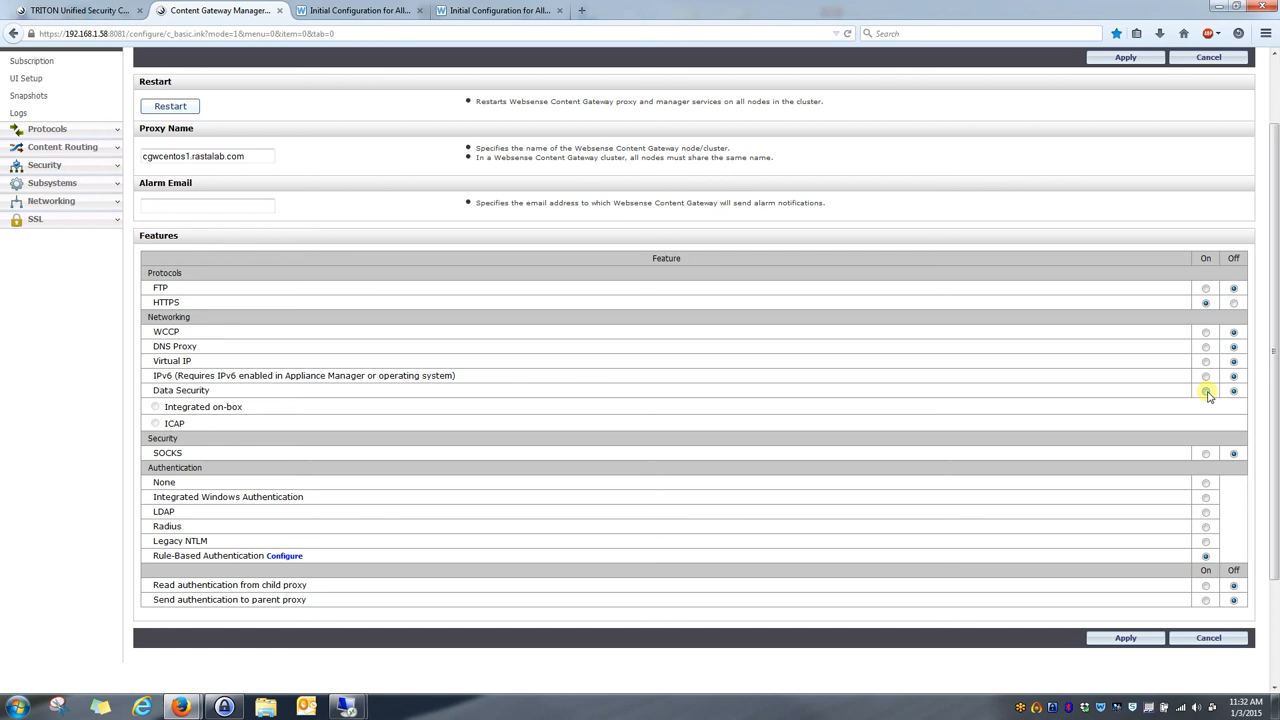 TRITON Unified Security C...
Content Gateway Manager...
Initial Configuration for All...
Initial Configuration for All...
https://192.168.1.58:8081/configure/c_basic.ink?mode=1&menu=0&item=0&tab=0
Search
Subscription
UI Setup
Snapshots
Logs
Protocols
Content Routing
Security
Subsystems
Networking
SSL
Apply
Cancel
Restart
Restart
Restarts Websense Content Gateway proxy and manager services on all nodes in the cluster.
Proxy Name
cgwcentos1.rastalab.com
Specifies the name of the Websense Content Gateway node/cluster.
In a Websense Content Gateway cluster, all nodes must share the same name.
Alarm Email
Specifies the email address to which Websense Content Gateway will send alarm notifications.
Features
Feature On Off
Protocols
FTP
HTTPS
Networking
WCCP
DNS Proxy
Virtual IP
IPv6 (Requires IPv6 enabled in Appliance Manager or operating system)
Data Security
Integrated on-box
ICAP
Security
SOCKS
Authentication
None
Integrated Windows Authentication
LDAP
Radius
Legacy NTLM
Rule-Based Authentication Configure
On Off
Read authentication from child proxy
Send authentication to parent proxy
Apply
Cancel
11:32 AM
1/3/2015